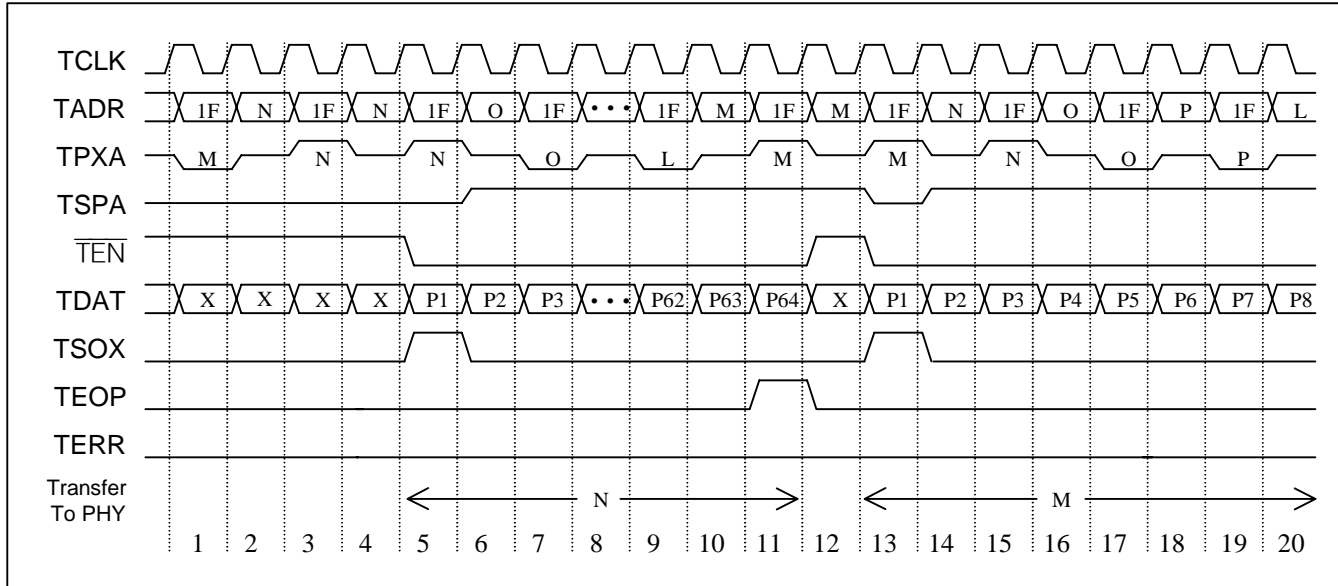 TCLK
TADR 1F N 1F N 1F O 1F • • • 1F M 1F M 1F N 1F O 1F P 1F L
TPXA M N N O L M M N O P
TSPA
TEN
TDAT X X X X P1 P2 P3 • • • P62 P63 P64 X P1 P2 P3 P4 P5 P6 P7 P8
TSOX
TEOP
TERR
Transfer N M
To PHY
1 2 3 4 5 6 7 8 9 10 11 12 13 14 15 16 17 18 19 20